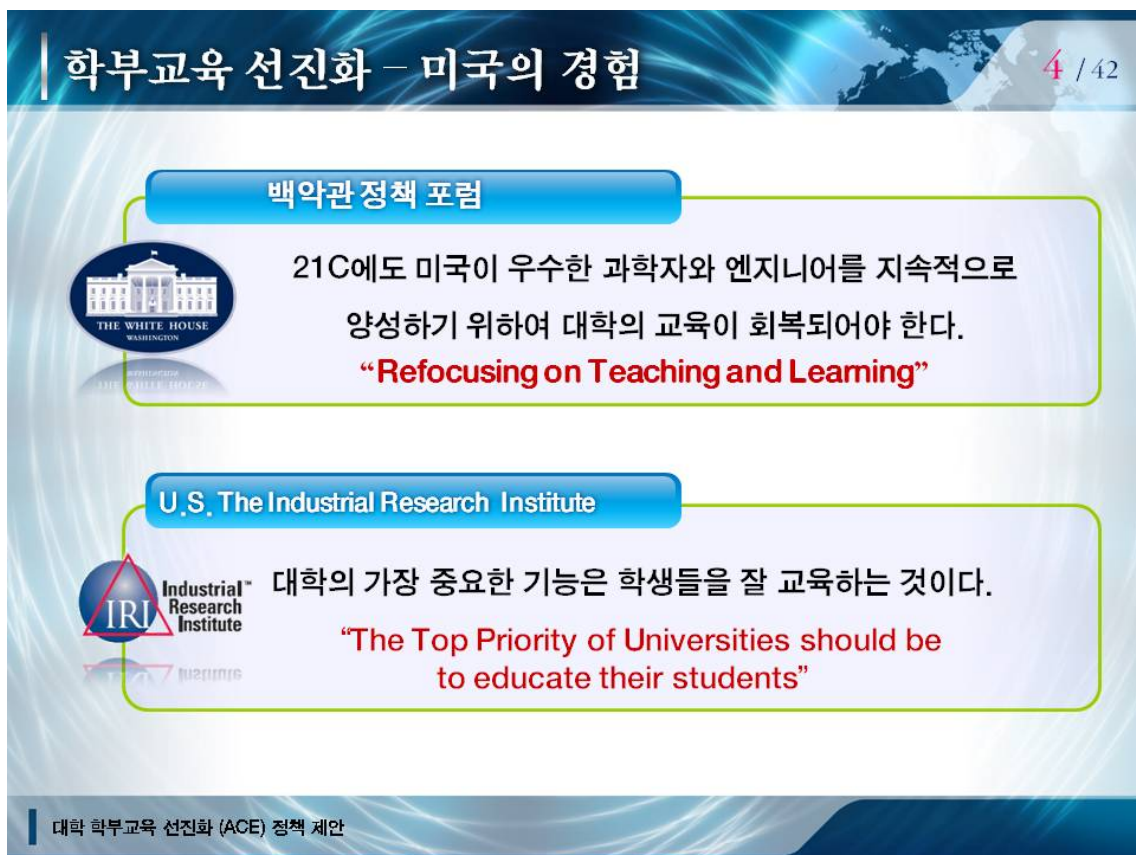 학부교육 선진화 – 미국의 경험
4 / 42
백악관 정책 포럼
THE WHITE HOUSE
WASHINGTON
21C에도 미국이 우수한 과학자와 엔지니어를 지속적으로
양성하기 위하여 대학의 교육이 회복되어야 한다.
“Refocusing on Teaching and Learning”
U.S. The Industrial Research Institute
IRI
Industrial™
Research
Institute
대학의 가장 중요한 기능은 학생들을 잘 교육하는 것이다.
“The Top Priority of Universities should be
to educate their students”
대학 학부교육 선진화 (ACE) 정책 제안